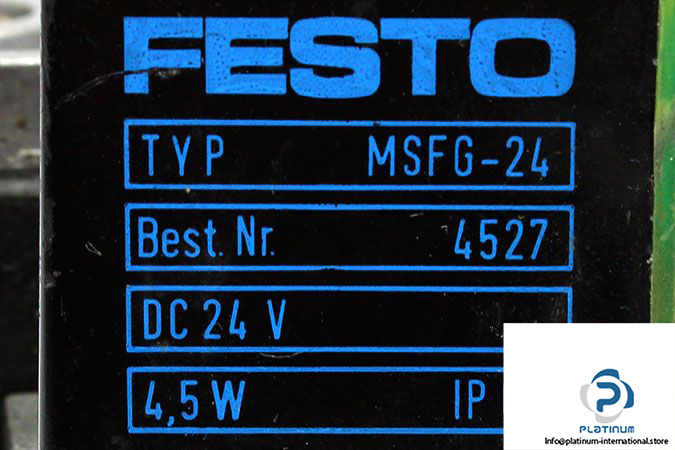 FESTO
TYP MSFG-24
Best. Nr. 4527
DC 24 V
4,5 W IP
PLATINUM
Info@platinum-international.store